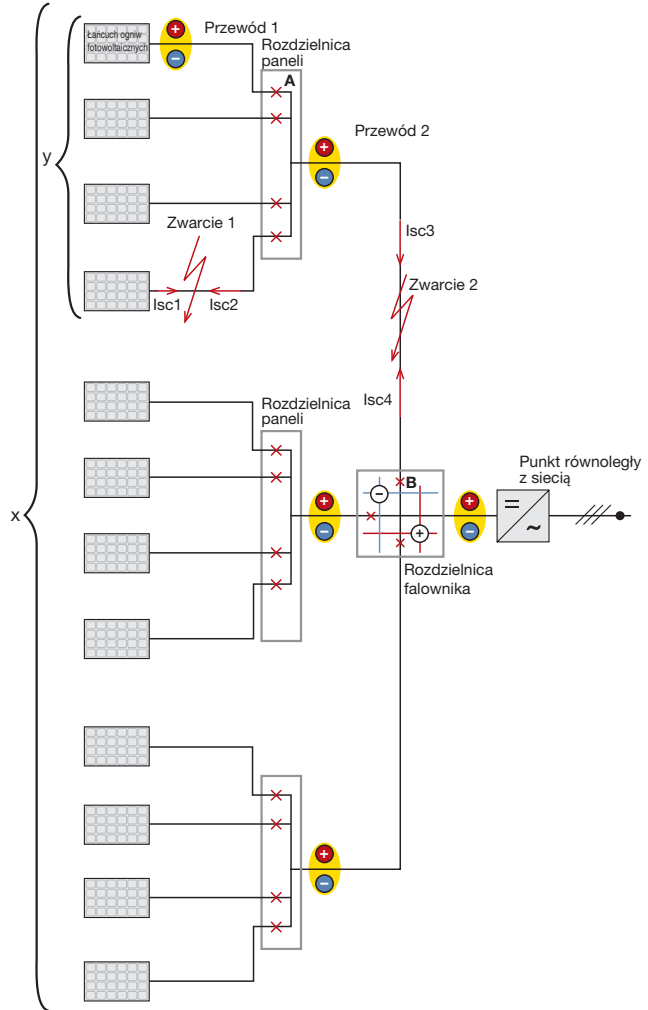 Łańcuch ogniw
fotowoltaicznych
+
−
Przewód 1
Rozdzielnica
paneli
A
y
+
−
Przewód 2
Zwarcie 1
Isc1
Isc2
Isc3
Zwarcie 2
Isc4
Rozdzielnica
paneli
x
+
−
B
−
+
Rozdzielnica
falownika
+
−
Punkt równoległy
z siecią
=
~
+
−